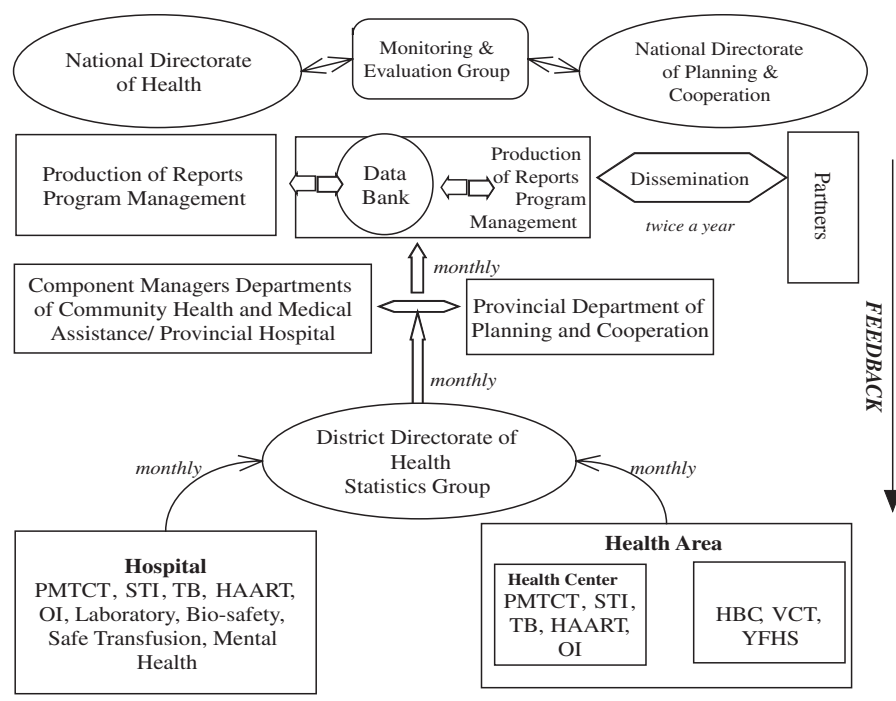 National Directorate
of Health
Monitoring &
Evaluation Group
National Directorate
of Planning &
Cooperation
Production of Reports
Program Management
Data
Bank
Production
of Reports
Program
Management
Dissemination
twice a year
Partners
monthly
Component Managers Departments
of Community Health and Medical
Assistance/ Provincial Hospital
Provincial Department of
Planning and Cooperation
FEEDBACK
monthly
District Directorate of
Health
Statistics Group
monthly
monthly
Hospital
PMTCT, STI, TB, HAART,
OI, Laboratory, Bio-safety,
Safe Transfusion, Mental
Health
Health Area
Health Center
PMTCT, STI,
TB, HAART,
OI
HBC, VCT,
YFHS